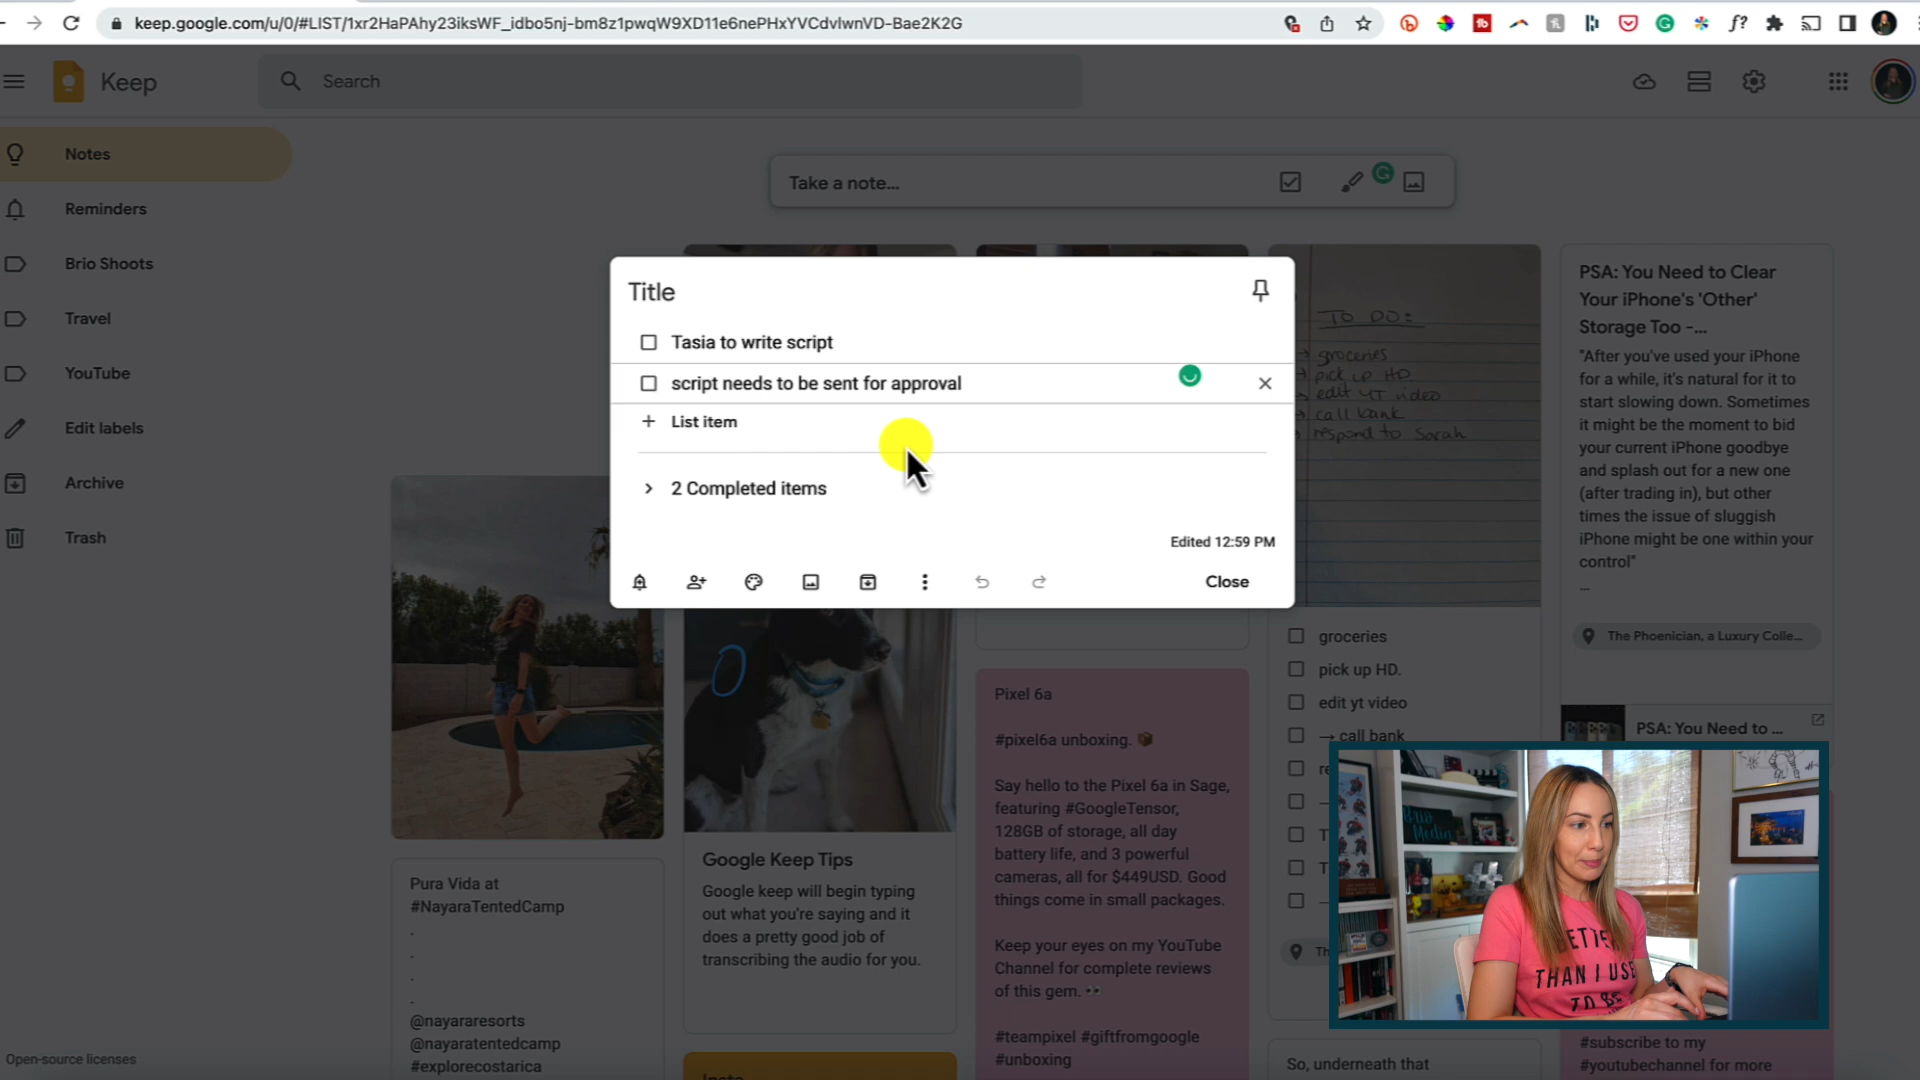 keep.google.com/u/0/#LIST/1xr2HaPAhy23iksWF_idbo5nj-bm8z1pwqW9XD11e6nePHxYVCdvlwnVD-Bae2K2G
Keep
Search
Notes
Reminders
Brio Shoots
Travel
YouTube
Edit labels
Archive
Trash
Open-source licenses
Take a note...
Title
Tasia to write script
script needs to be sent for approval
List item
2 Completed items
Edited 12:59 PM
Close
Pura Vida at
#NayaraTentedCamp
.
.
.
.
@nayararesorts
@nayaratentedcamp
#explorecostarica
Google Keep Tips
Google keep will begin typing
out what you're saying and it
does a pretty good job of
transcribing the audio for you.
Pixel 6a
#pixel6a unboxing. 📦
Say hello to the Pixel 6a in Sage,
featuring #GoogleTensor,
128GB of storage, all day
battery life, and 3 powerful
cameras, all for $449USD. Good
things come in small packages.
Keep your eyes on my YouTube
Channel for complete reviews
of this gem. 👀
#teampixel #giftfromgoogle
#unboxing
TO DO:
→ groceries
→ pick up HD.
→ edit YT video
→ call bank
→ respond to Sarah
groceries
pick up HD.
edit yt video
→ call bank
So, underneath that
PSA: You Need to Clear
Your iPhone's 'Other'
Storage Too -...
"After you've used your iPhone
for a while, it's natural for it to
start slowing down. Sometimes
it might be the moment to bid
your current iPhone goodbye
and splash out for a new one
(after trading in), but other
times the issue of sluggish
iPhone might be one within your
control"
...
The Phoenician, a Luxury Colle...
PSA: You Need to ...
#subscribe to my
#youtubechannel for more
BETTER
THAN I USE
TO BE